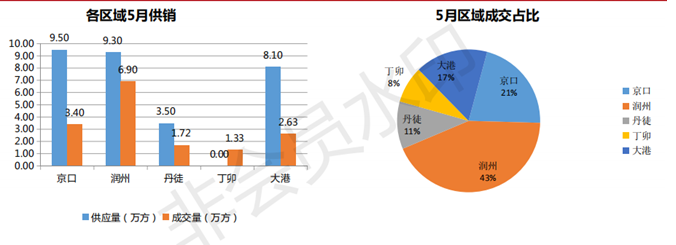 各区域5月供销
10.00
9.00
8.00
7.00
6.00
5.00
4.00
3.00
2.00
1.00
0.00
9.50
3.40
9.30
6.90
3.50
1.72
0.00
1.33
8.10
2.63
京口
润州
丹徒
丁卯
大港
供应量（万方）
成交量（万方）
5月区域成交占比
京口
21%
润州
43%
丹徒
11%
丁卯
8%
大港
17%
京口
润州
丹徒
丁卯
大港
非会员水印